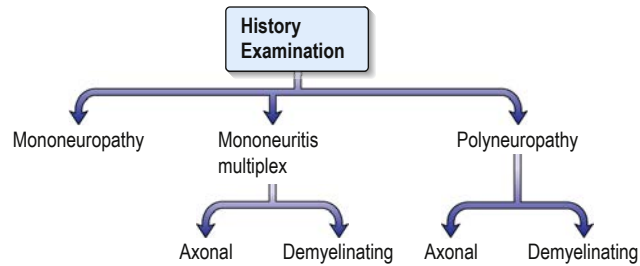 History
Examination
Mononeuropathy
Mononeuritis
multiplex
Polyneuropathy
Axonal
Demyelinating
Axonal
Demyelinating